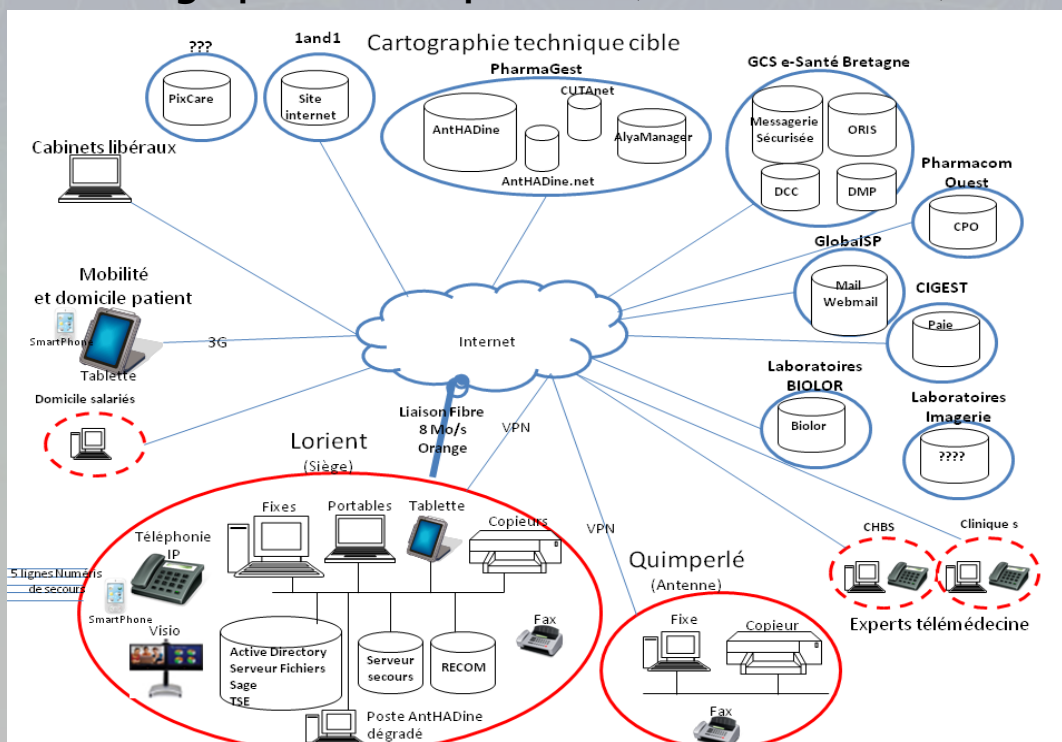 ???
PixCare
1and1
Site
internet
Cartographie technique cible
PharmaGest
AntHADine
CUTAnet
AlyaManager
AntHADine.net
GCS e-Santé Bretagne
Messagerie
Sécurisée
ORIS
DCC
DMP
Pharmacom
Ouest
CPO
Cabinets libéraux
GlobalSP
Mail
Webmail
CIGEST
Paie
Mobilité
et domicile patient
SmartPhone
Tablette
3G
Internet
Domicile salariés
Laboratoires
BIOLOR
Biolor
Laboratoires
Imagerie
????
Liaison Fibre
8 Mo/s
Orange
VPN
Lorient
(Siège)
Fixes
Portables
Tablette
Copieurs
Téléphonie
IP
5 lignes Numéris
de secours
SmartPhone
Visio
Active Directory
Serveur Fichiers
Sage
TSE
Serveur
secours
RECOM
Fax
Poste AntHADine
dégradé
VPN
Quimperlé
(Antenne)
Fixe
Copieur
Fax
CHBS
Clinique s
Experts télémédecine